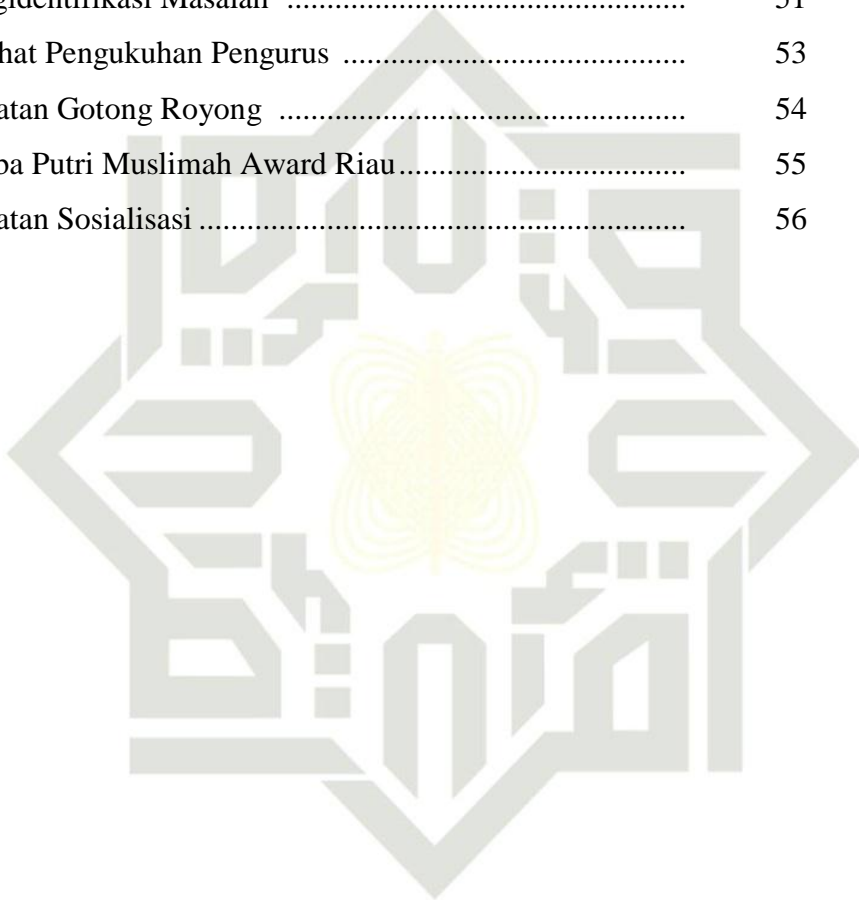 gidentifikasi Masalah .................................................. 51
hat Pengukuhan Pengurus ......................................... 53
atan Gotong Royong ................................................. 54
ba Putri Muslimah Award Riau.................................. 55
atan Sosialisasi .......................................................... 56